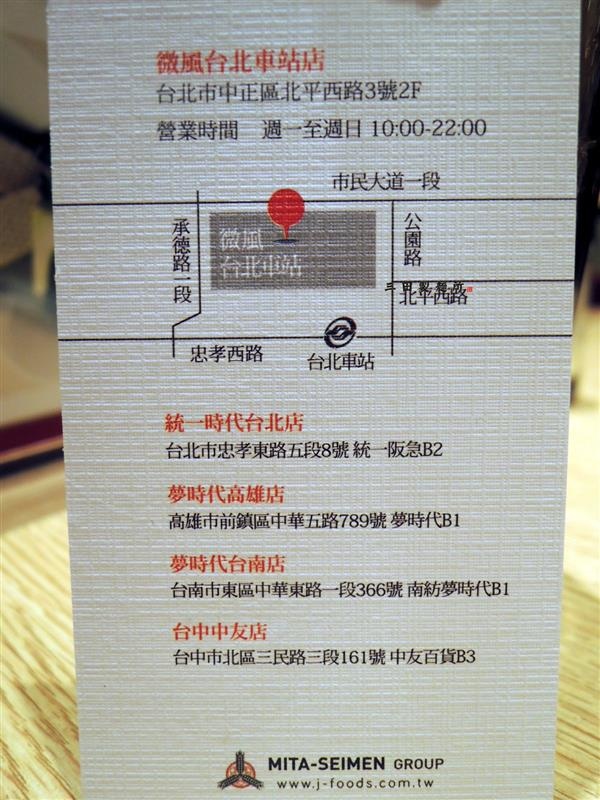 微風台北車站店
台北市中正區北平西路3號2F
營業時間 週一至週日 10:00-22:00
市民大道一段
承德路一段
微風
台北車站
公園路
三田製麵所
北平西路
忠孝西路
台北車站
統一時代台北店
台北市忠孝東路五段8號 統一阪急B2
夢時代高雄店
高雄市前鎮區中華五路789號 夢時代B1
夢時代台南店
台南市東區中華東路一段366號 南紡夢時代B1
台中中友店
台中市北區三民路三段161號 中友百貨B3
MITA-SEIMEN GROUP
www.j-foods.com.tw